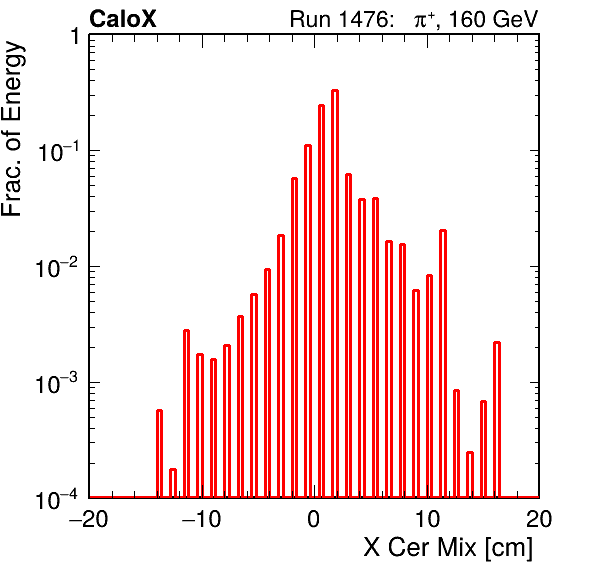 CaloX Run 1476: π⁺, 160 GeV
Frac. of Energy
1
10⁻¹
10⁻²
10⁻³
10⁻⁴
−20 −10 0 10 20
X Cer Mix [cm]